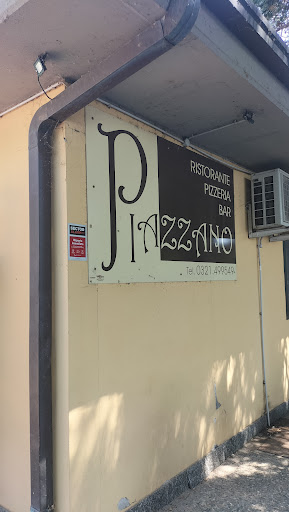 RISTORANTE
PIZZERIA
BAR
PIAZZANO
Tel. 0321.499549